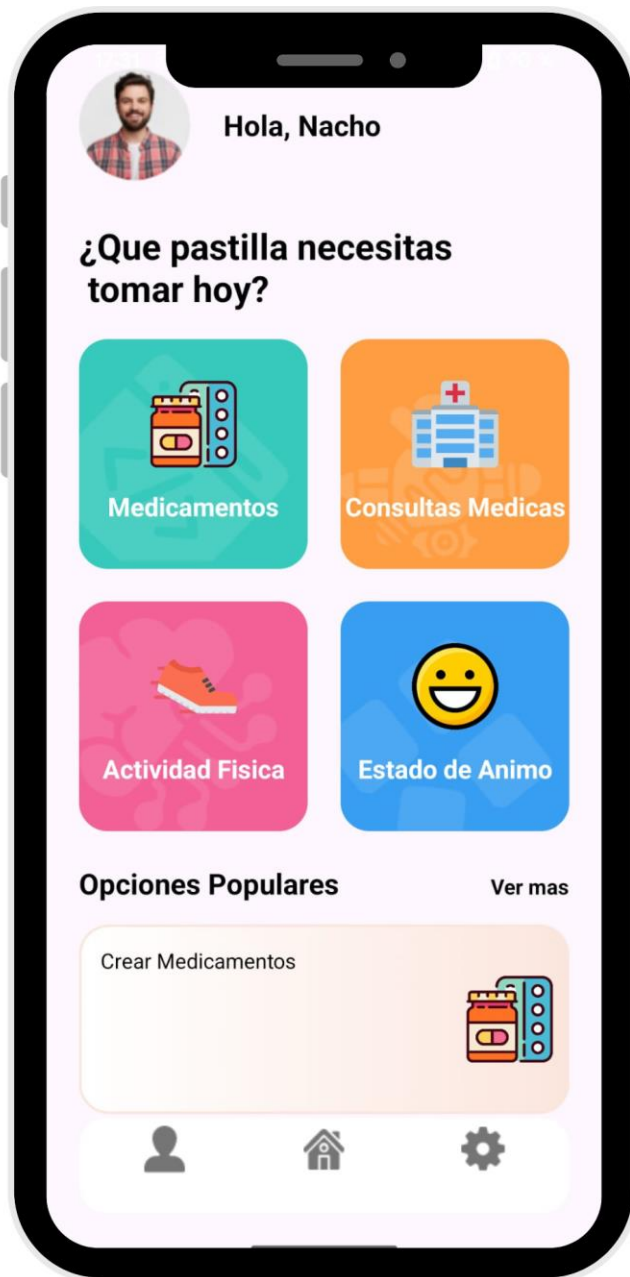 Hola, Nacho
¿Que pastilla necesitas
tomar hoy?
Medicamentos
Consultas Medicas
Actividad Fisica
Estado de Animo
Opciones Populares
Ver mas
Crear Medicamentos